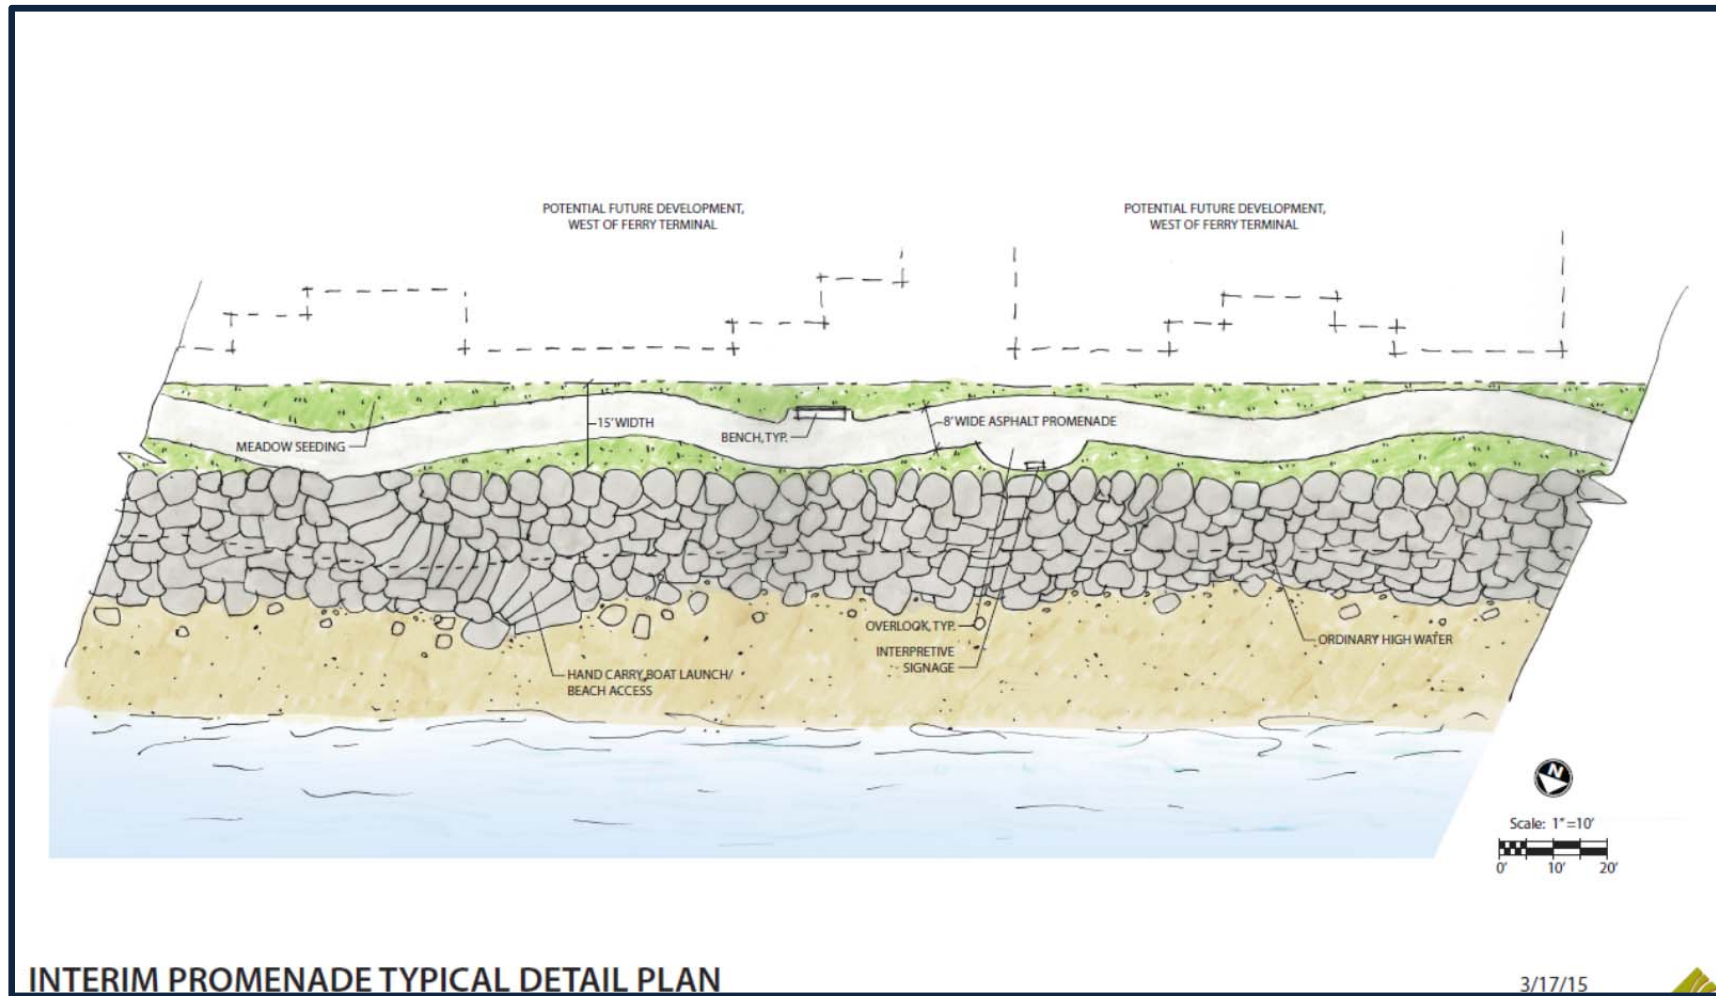 POTENTIAL FUTURE DEVELOPMENT,
WEST OF FERRY TERMINAL
POTENTIAL FUTURE DEVELOPMENT,
WEST OF FERRY TERMINAL
15' WIDTH
8' WIDE ASPHALT PROMENADE
BENCH, TYP.
MEADOW SEEDING
OVERLOOK, TYP.
ORDINARY HIGH WATER
INTERPRETIVE
SIGNAGE
HAND CARRY BOAT LAUNCH/
BEACH ACCESS
N
Scale: 1"=10'
0' 10' 20'
INTERIM PROMENADE TYPICAL DETAIL PLAN
3/17/15